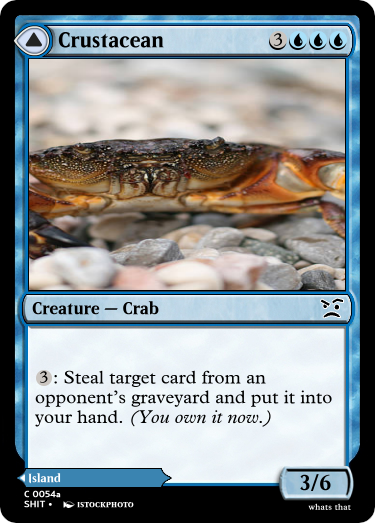 Crustacean 3
Creature — Crab
3: Steal target card from an
opponent's graveyard and put it into
your hand. (You own it now.)
Island
3/6
C 0054a
SHIT • ISTOCKPHOTO
whats that